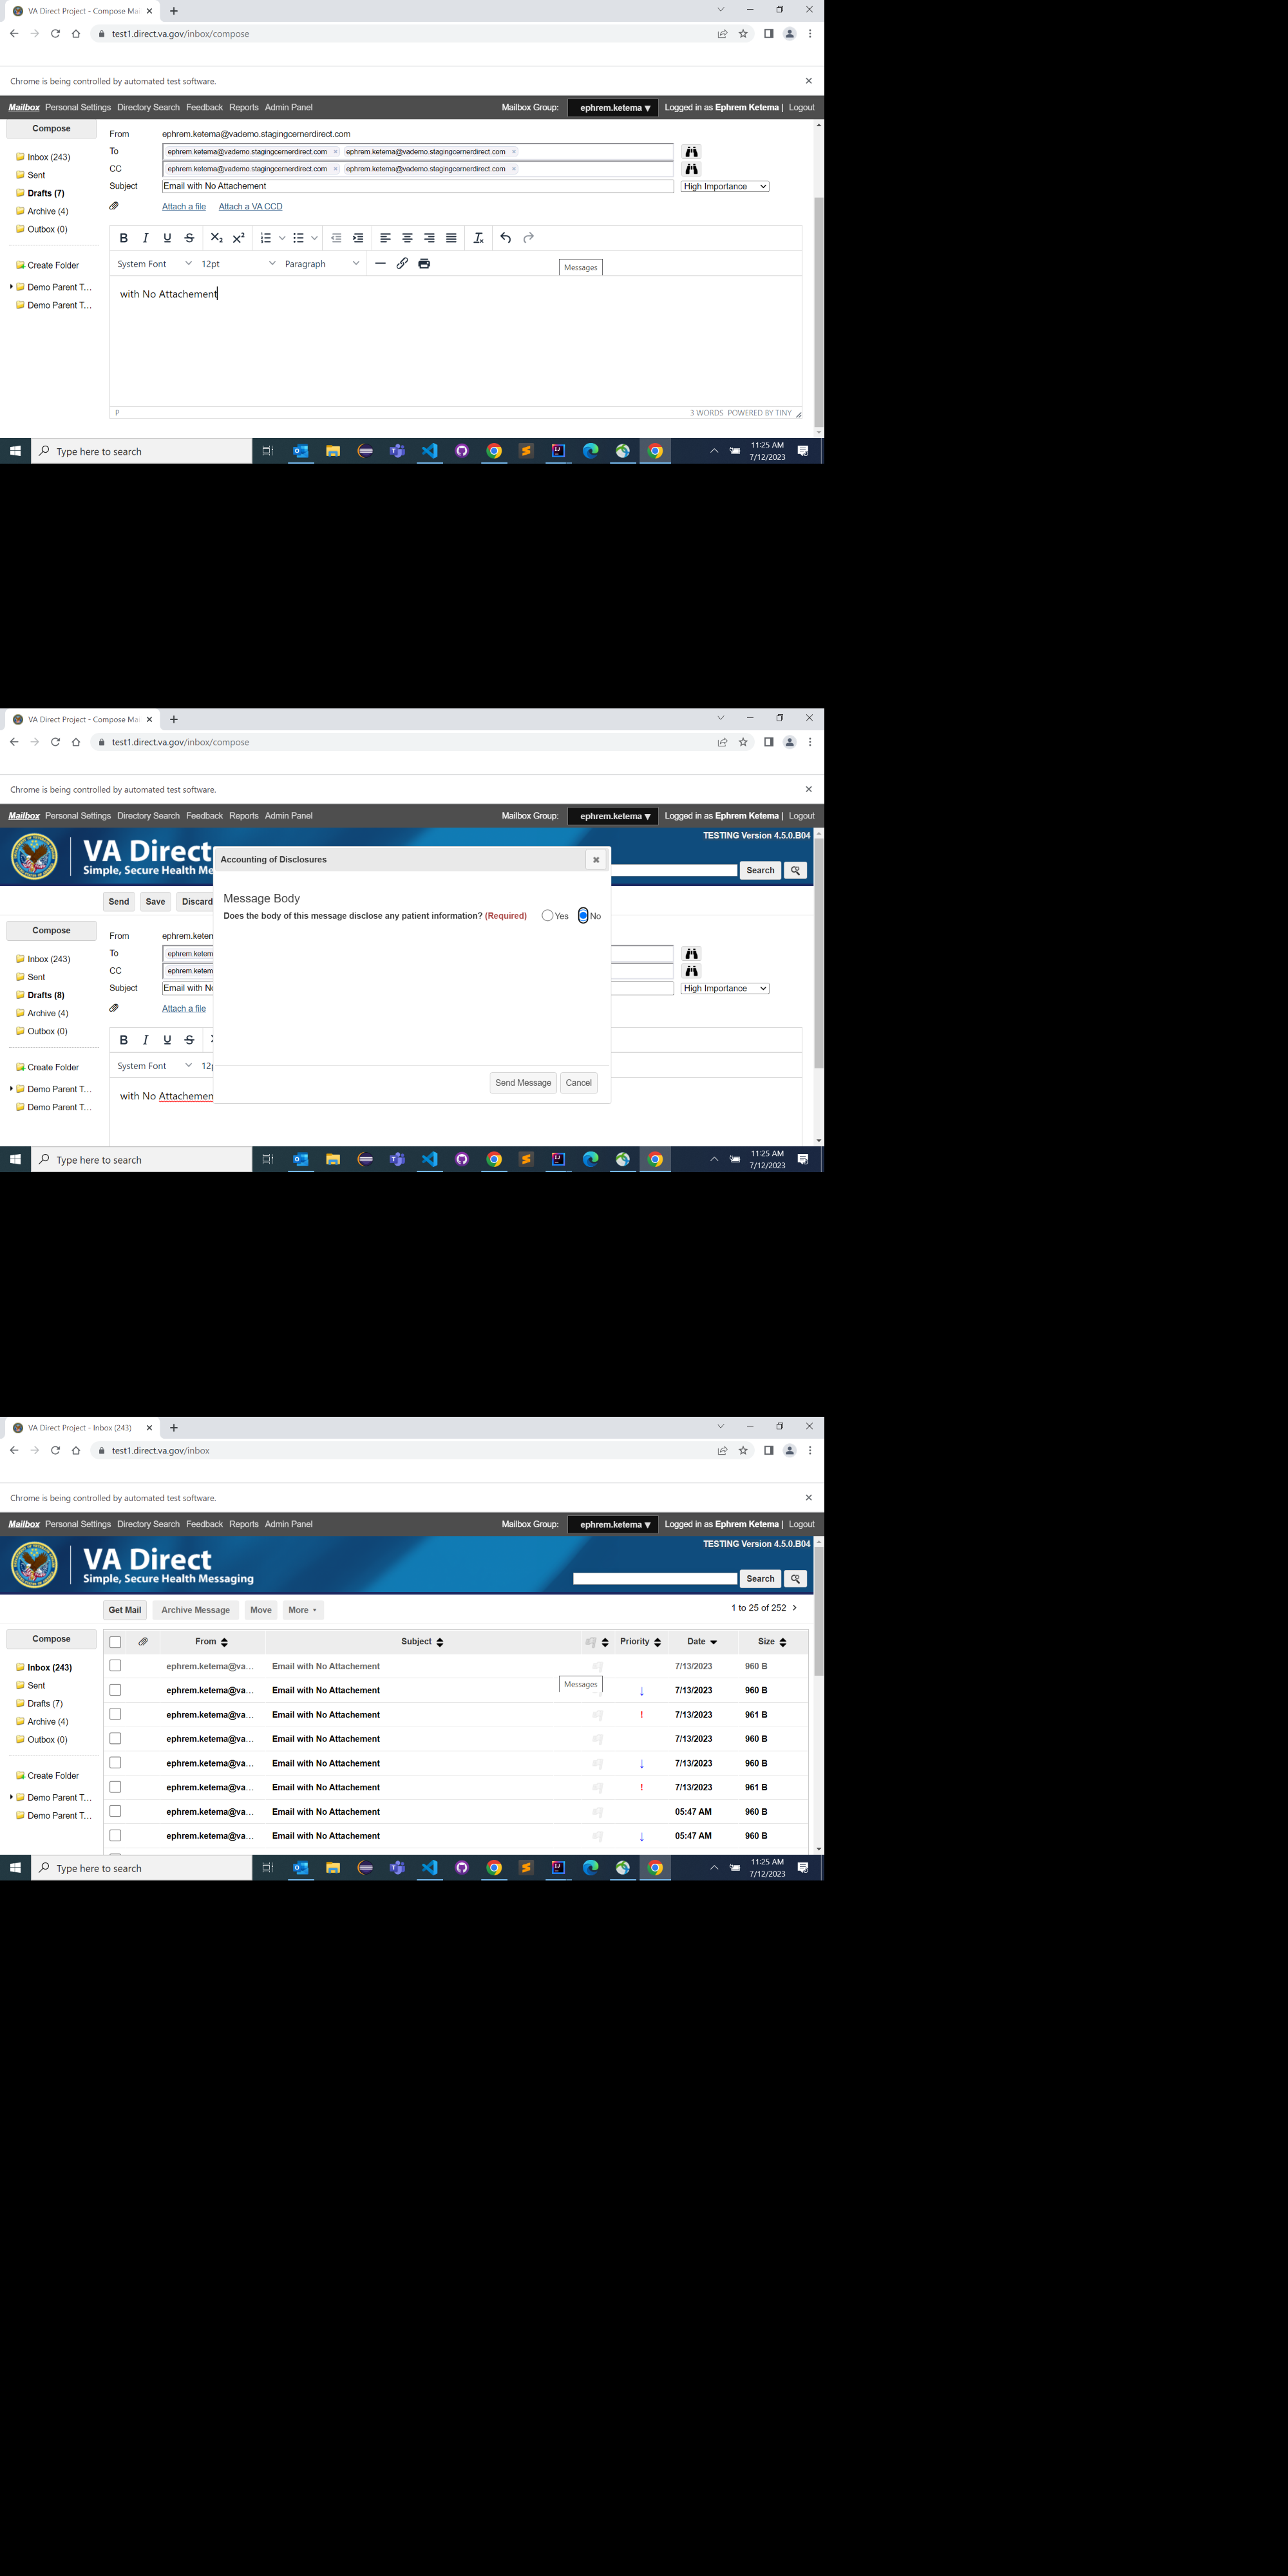 VA Direct Project - Compose Ma
test1.direct.va.gov/inbox/compose
Chrome is being controlled by automated test software.
Mailbox Personal Settings Directory Search Feedback Reports Admin Panel Mailbox Group: ephrem.ketema ▼ Logged in as Ephrem Ketema | Logout
Compose
From ephrem.ketema@vademo.stagingcernerdirect.com
To ephrem.ketema@vademo.stagingcernerdirect.com × ephrem.ketema@vademo.stagingcernerdirect.com ×
Inbox (243)
CC ephrem.ketema@vademo.stagingcernerdirect.com × ephrem.ketema@vademo.stagingcernerdirect.com ×
Sent
Subject Email with No Attachement High Importance
Drafts (7)
Attach a file Attach a VA CCD
Archive (4)
Outbox (0)
B I U S X₂ X²
Create Folder
System Font 12pt Paragraph
Messages
Demo Parent T...
with No Attachement
Demo Parent T...
P 3 WORDS POWERED BY TINY
Type here to search
11:25 AM
7/12/2023
VA Direct Project - Compose Ma
test1.direct.va.gov/inbox/compose
Chrome is being controlled by automated test software.
Mailbox Personal Settings Directory Search Feedback Reports Admin Panel Mailbox Group: ephrem.ketema ▼ Logged in as Ephrem Ketema | Logout
TESTING Version 4.5.0.B04
VA Direct
Simple, Secure Health Me
Search
Accounting of Disclosures
Send Save Discard
Message Body
Does the body of this message disclose any patient information? (Required) Yes No
Compose
From ephrem.keten
To ephrem.ketem
Inbox (243)
CC ephrem.ketem
Sent
Subject Email with No High Importance
Drafts (8)
Attach a file
Archive (4)
Outbox (0)
B I U S
Create Folder
System Font 12p
Send Message Cancel
Demo Parent T...
with No Attachemen
Demo Parent T...
Type here to search
11:25 AM
7/12/2023
VA Direct Project - Inbox (243)
test1.direct.va.gov/inbox
Chrome is being controlled by automated test software.
Mailbox Personal Settings Directory Search Feedback Reports Admin Panel Mailbox Group: ephrem.ketema ▼ Logged in as Ephrem Ketema | Logout
TESTING Version 4.5.0.B04
VA Direct
Simple, Secure Health Messaging
Search
Get Mail Archive Message Move More 1 to 25 of 252
Compose
From Subject Priority Date Size
Inbox (243)
Sent
Drafts (7)
Archive (4)
Outbox (0)
Create Folder
Demo Parent T...
Demo Parent T...
ephrem.ketema@va... Email with No Attachement 7/13/2023 960 B
Messages
ephrem.ketema@va... Email with No Attachement ↓ 7/13/2023 960 B
ephrem.ketema@va... Email with No Attachement ! 7/13/2023 961 B
ephrem.ketema@va... Email with No Attachement 7/13/2023 960 B
ephrem.ketema@va... Email with No Attachement ↓ 7/13/2023 960 B
ephrem.ketema@va... Email with No Attachement ! 7/13/2023 961 B
ephrem.ketema@va... Email with No Attachement 05:47 AM 960 B
ephrem.ketema@va... Email with No Attachement ↓ 05:47 AM 960 B
Type here to search
11:25 AM
7/12/2023